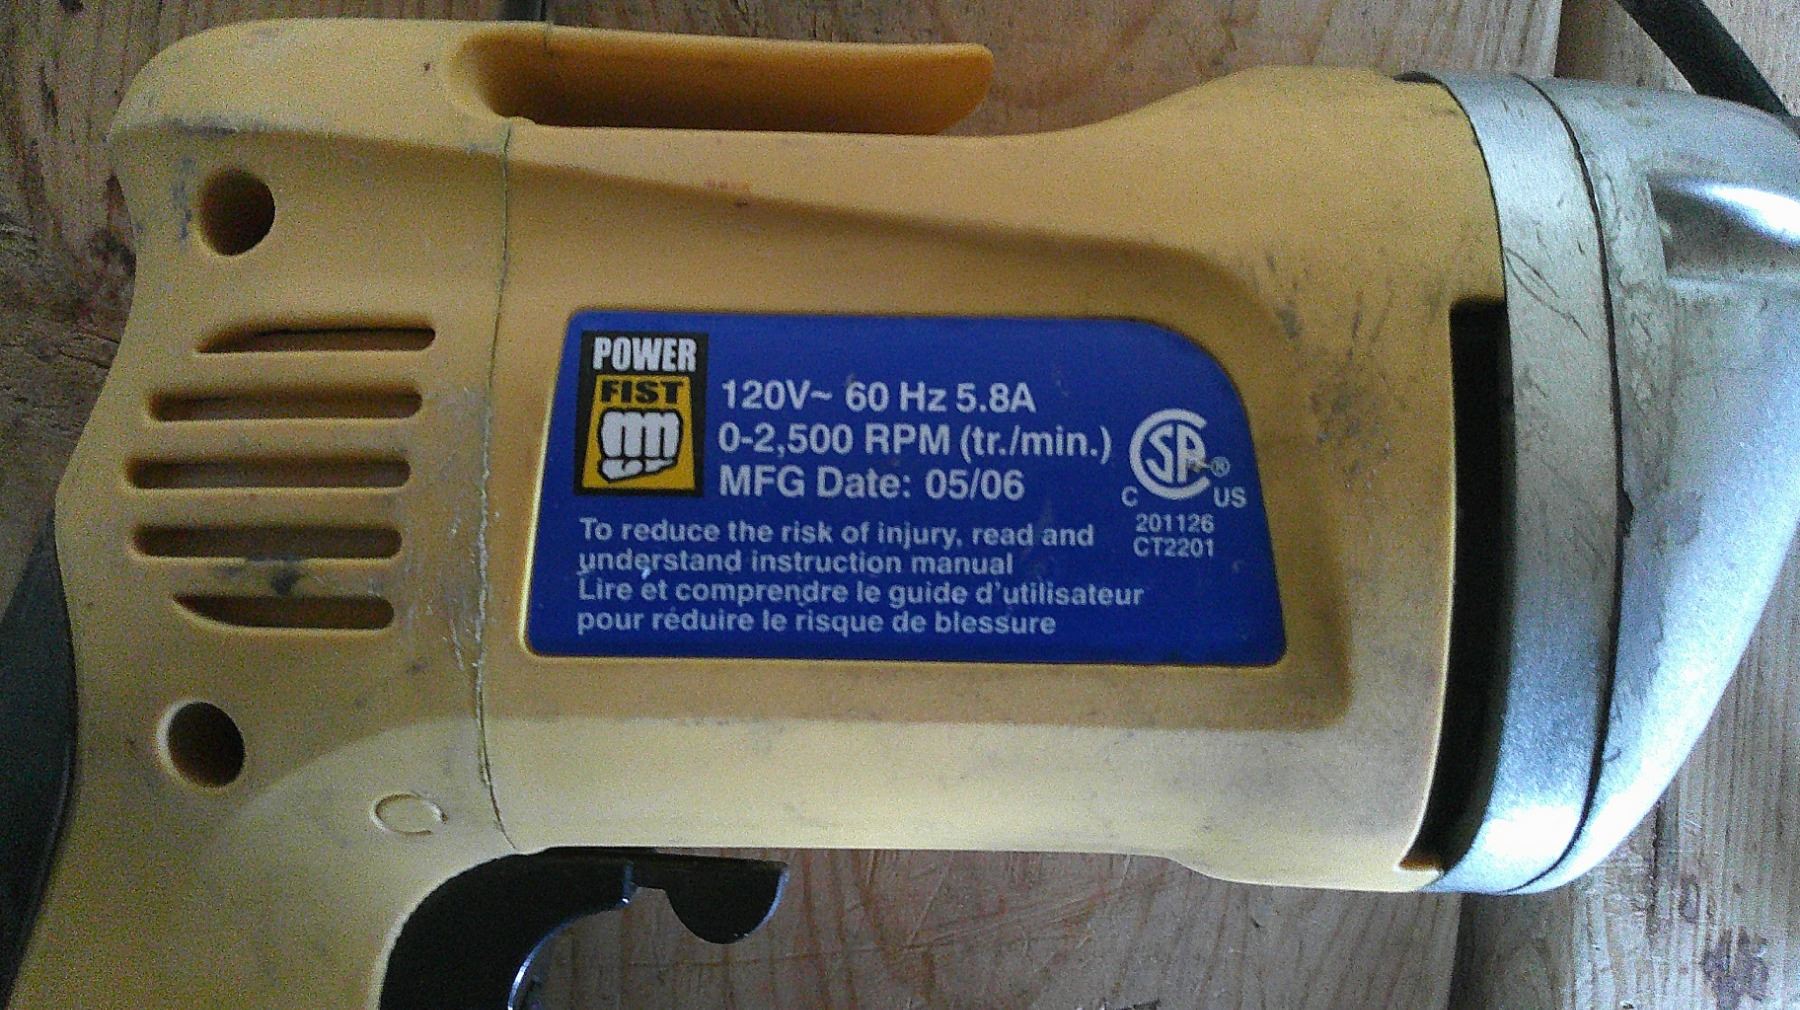 POWER
FIST
120V~ 60 Hz 5.8A
0-2,500 RPM (tr./min.)
MFG Date: 05/06
CSA®
C US
201126
CT2201
To reduce the risk of injury, read and
understand instruction manual
Lire et comprendre le guide d'utilisateur
pour réduire le risque de blessure